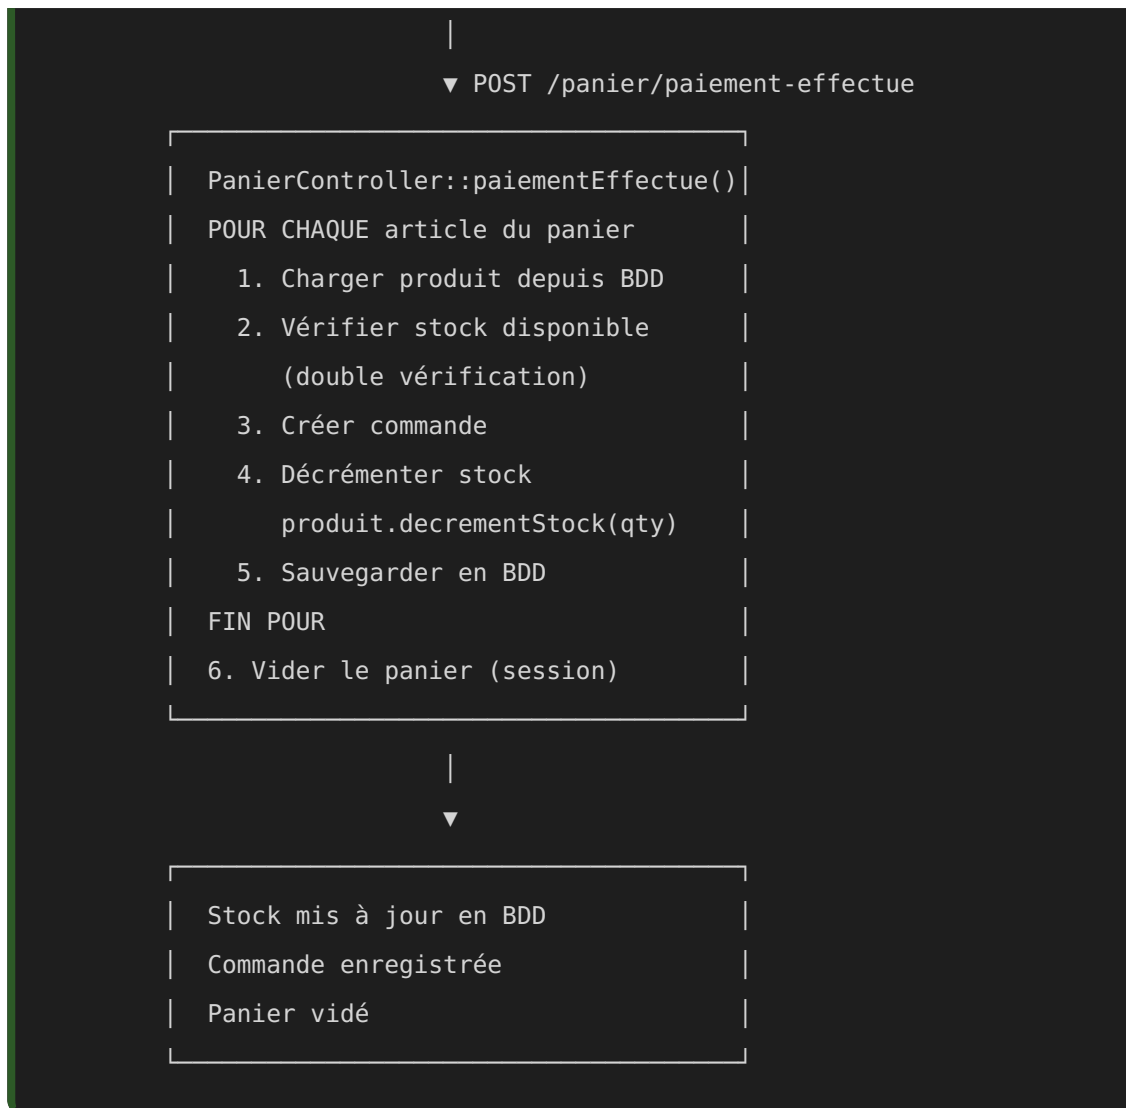 ▼ POST /panier/paiement-effectue
PanierController::paiementEffectue()
POUR CHAQUE article du panier
1. Charger produit depuis BDD
2. Vérifier stock disponible
(double vérification)
3. Créer commande
4. Décrémenter stock
produit.decrementStock(qty)
5. Sauvegarder en BDD
FIN POUR
6. Vider le panier (session)
▼
Stock mis à jour en BDD
Commande enregistrée
Panier vidé